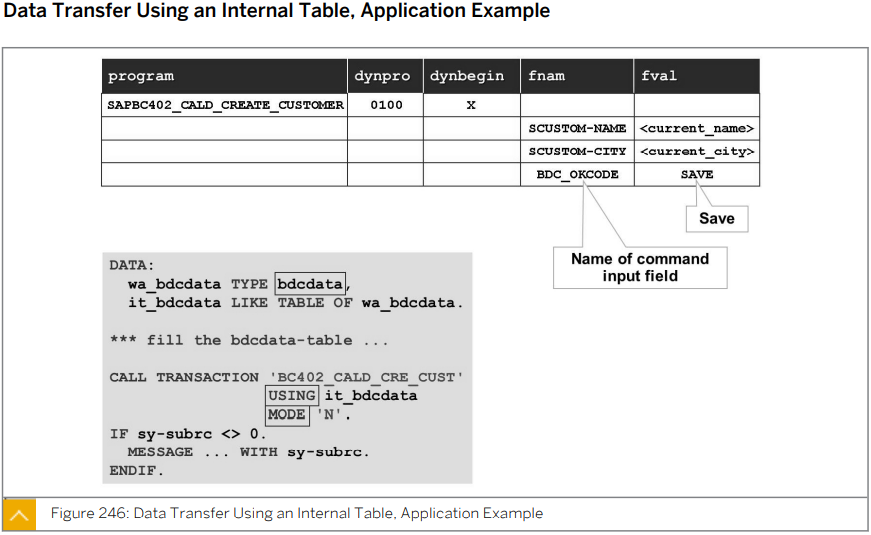 Data Transfer Using an Internal Table, Application Example
program dynpro dynbegin fnam fval
SAPBC402_CALD_CREATE_CUSTOMER 0100 X
SCUSTOM-NAME <current_name>
SCUSTOM-CITY <current_city>
BDC_OKCODE SAVE
Save
Name of command
input field
DATA:
wa_bdcdata TYPE bdcdata,
it_bdcdata LIKE TABLE OF wa_bdcdata.
*** fill the bdcdata-table ...
CALL TRANSACTION 'BC402_CALD_CRE_CUST'
USING it_bdcdata
MODE 'N'.
IF sy-subrc <> 0.
MESSAGE ... WITH sy-subrc.
ENDIF.
Figure 246: Data Transfer Using an Internal Table, Application Example